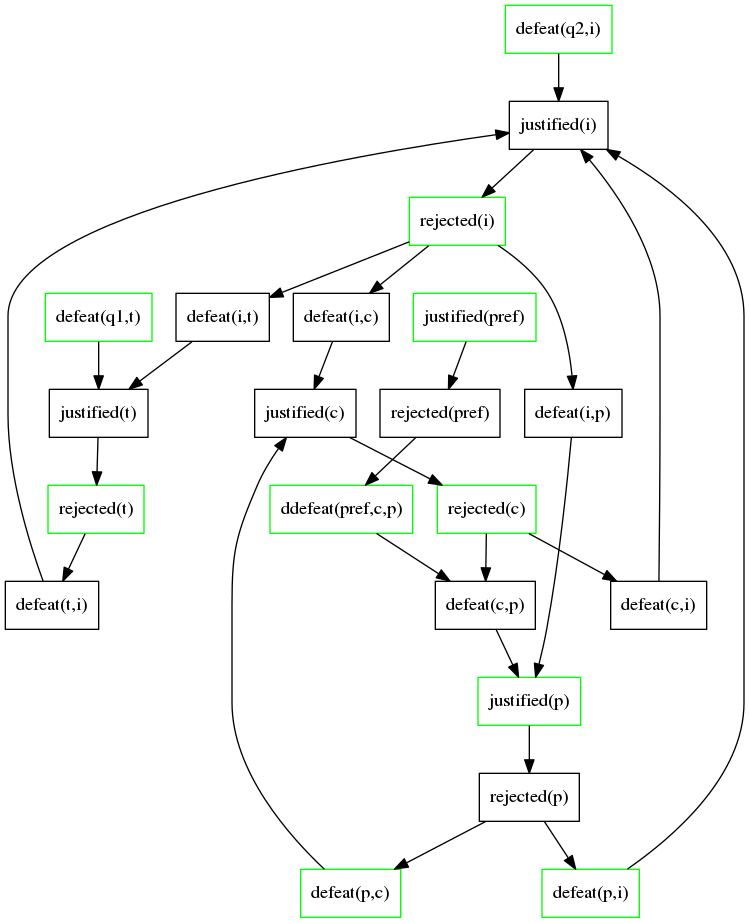 defeat(q2,i)
justified(i)
rejected(i)
defeat(q1,t)
defeat(i,t)
defeat(i,c)
justified(pref)
justified(t)
justified(c)
rejected(pref)
defeat(i,p)
rejected(t)
ddefeat(pref,c,p)
rejected(c)
defeat(t,i)
defeat(c,p)
defeat(c,i)
justified(p)
rejected(p)
defeat(p,c)
defeat(p,i)